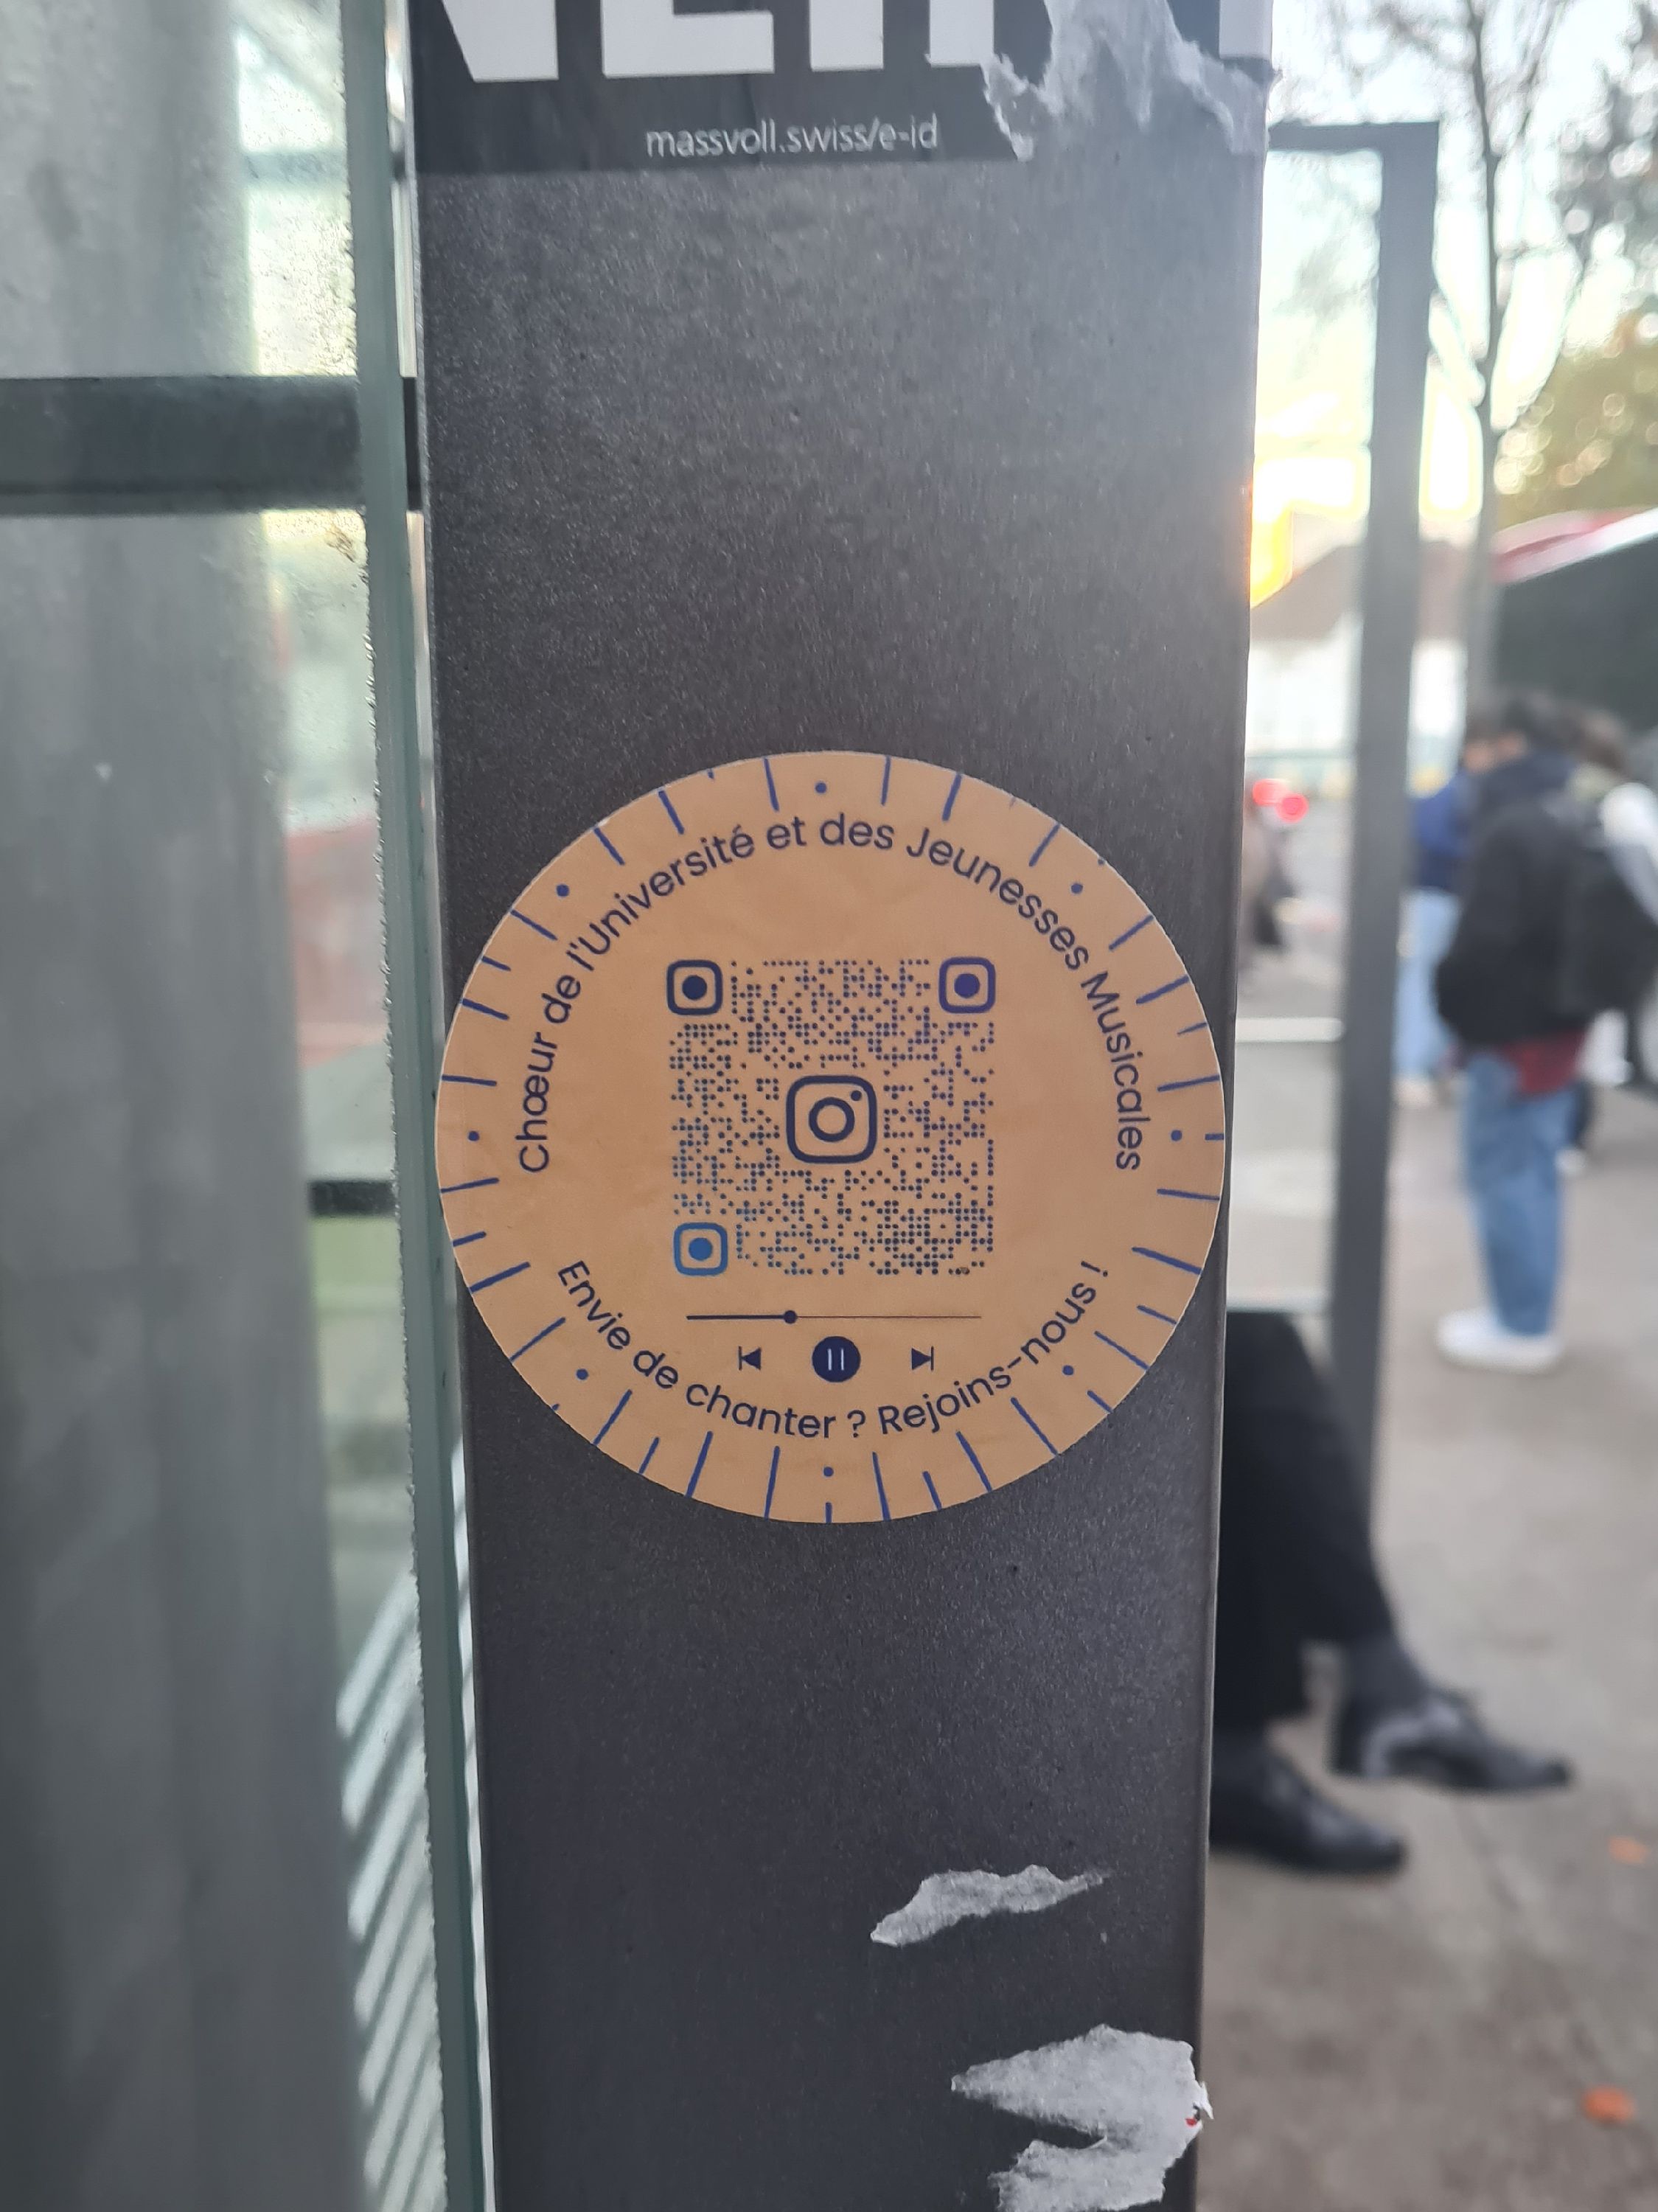 massvoll.swiss/e-id
Chœur de l'Université et des Jeunesses Musicales
Envie de chanter ? Rejoins-nous !